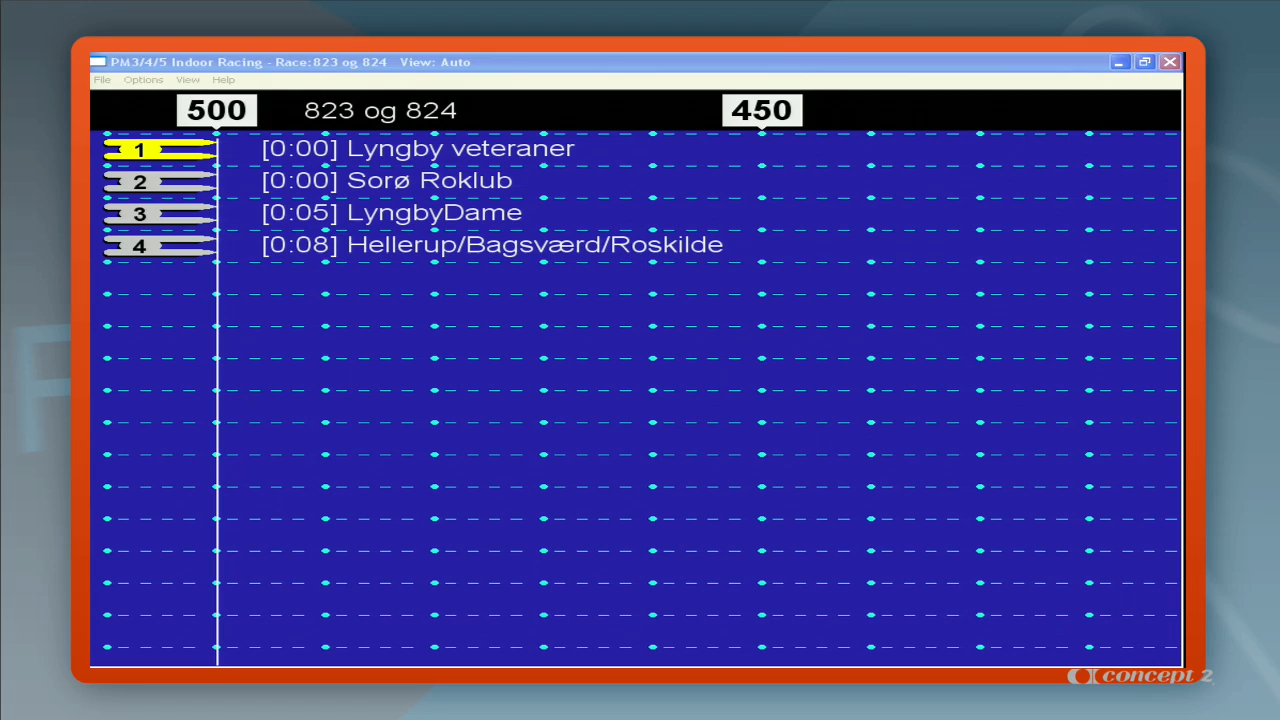 PM3/4/5 Indoor Racing - Race:823 og 824 View: Auto
File Options View Help
500 823 og 824 450
1 [0:00] Lyngby veteraner
2 [0:00] Sorø Roklub
3 [0:05] LyngbyDame
4 [0:08] Hellerup/Bagsværd/Roskilde
concept 2